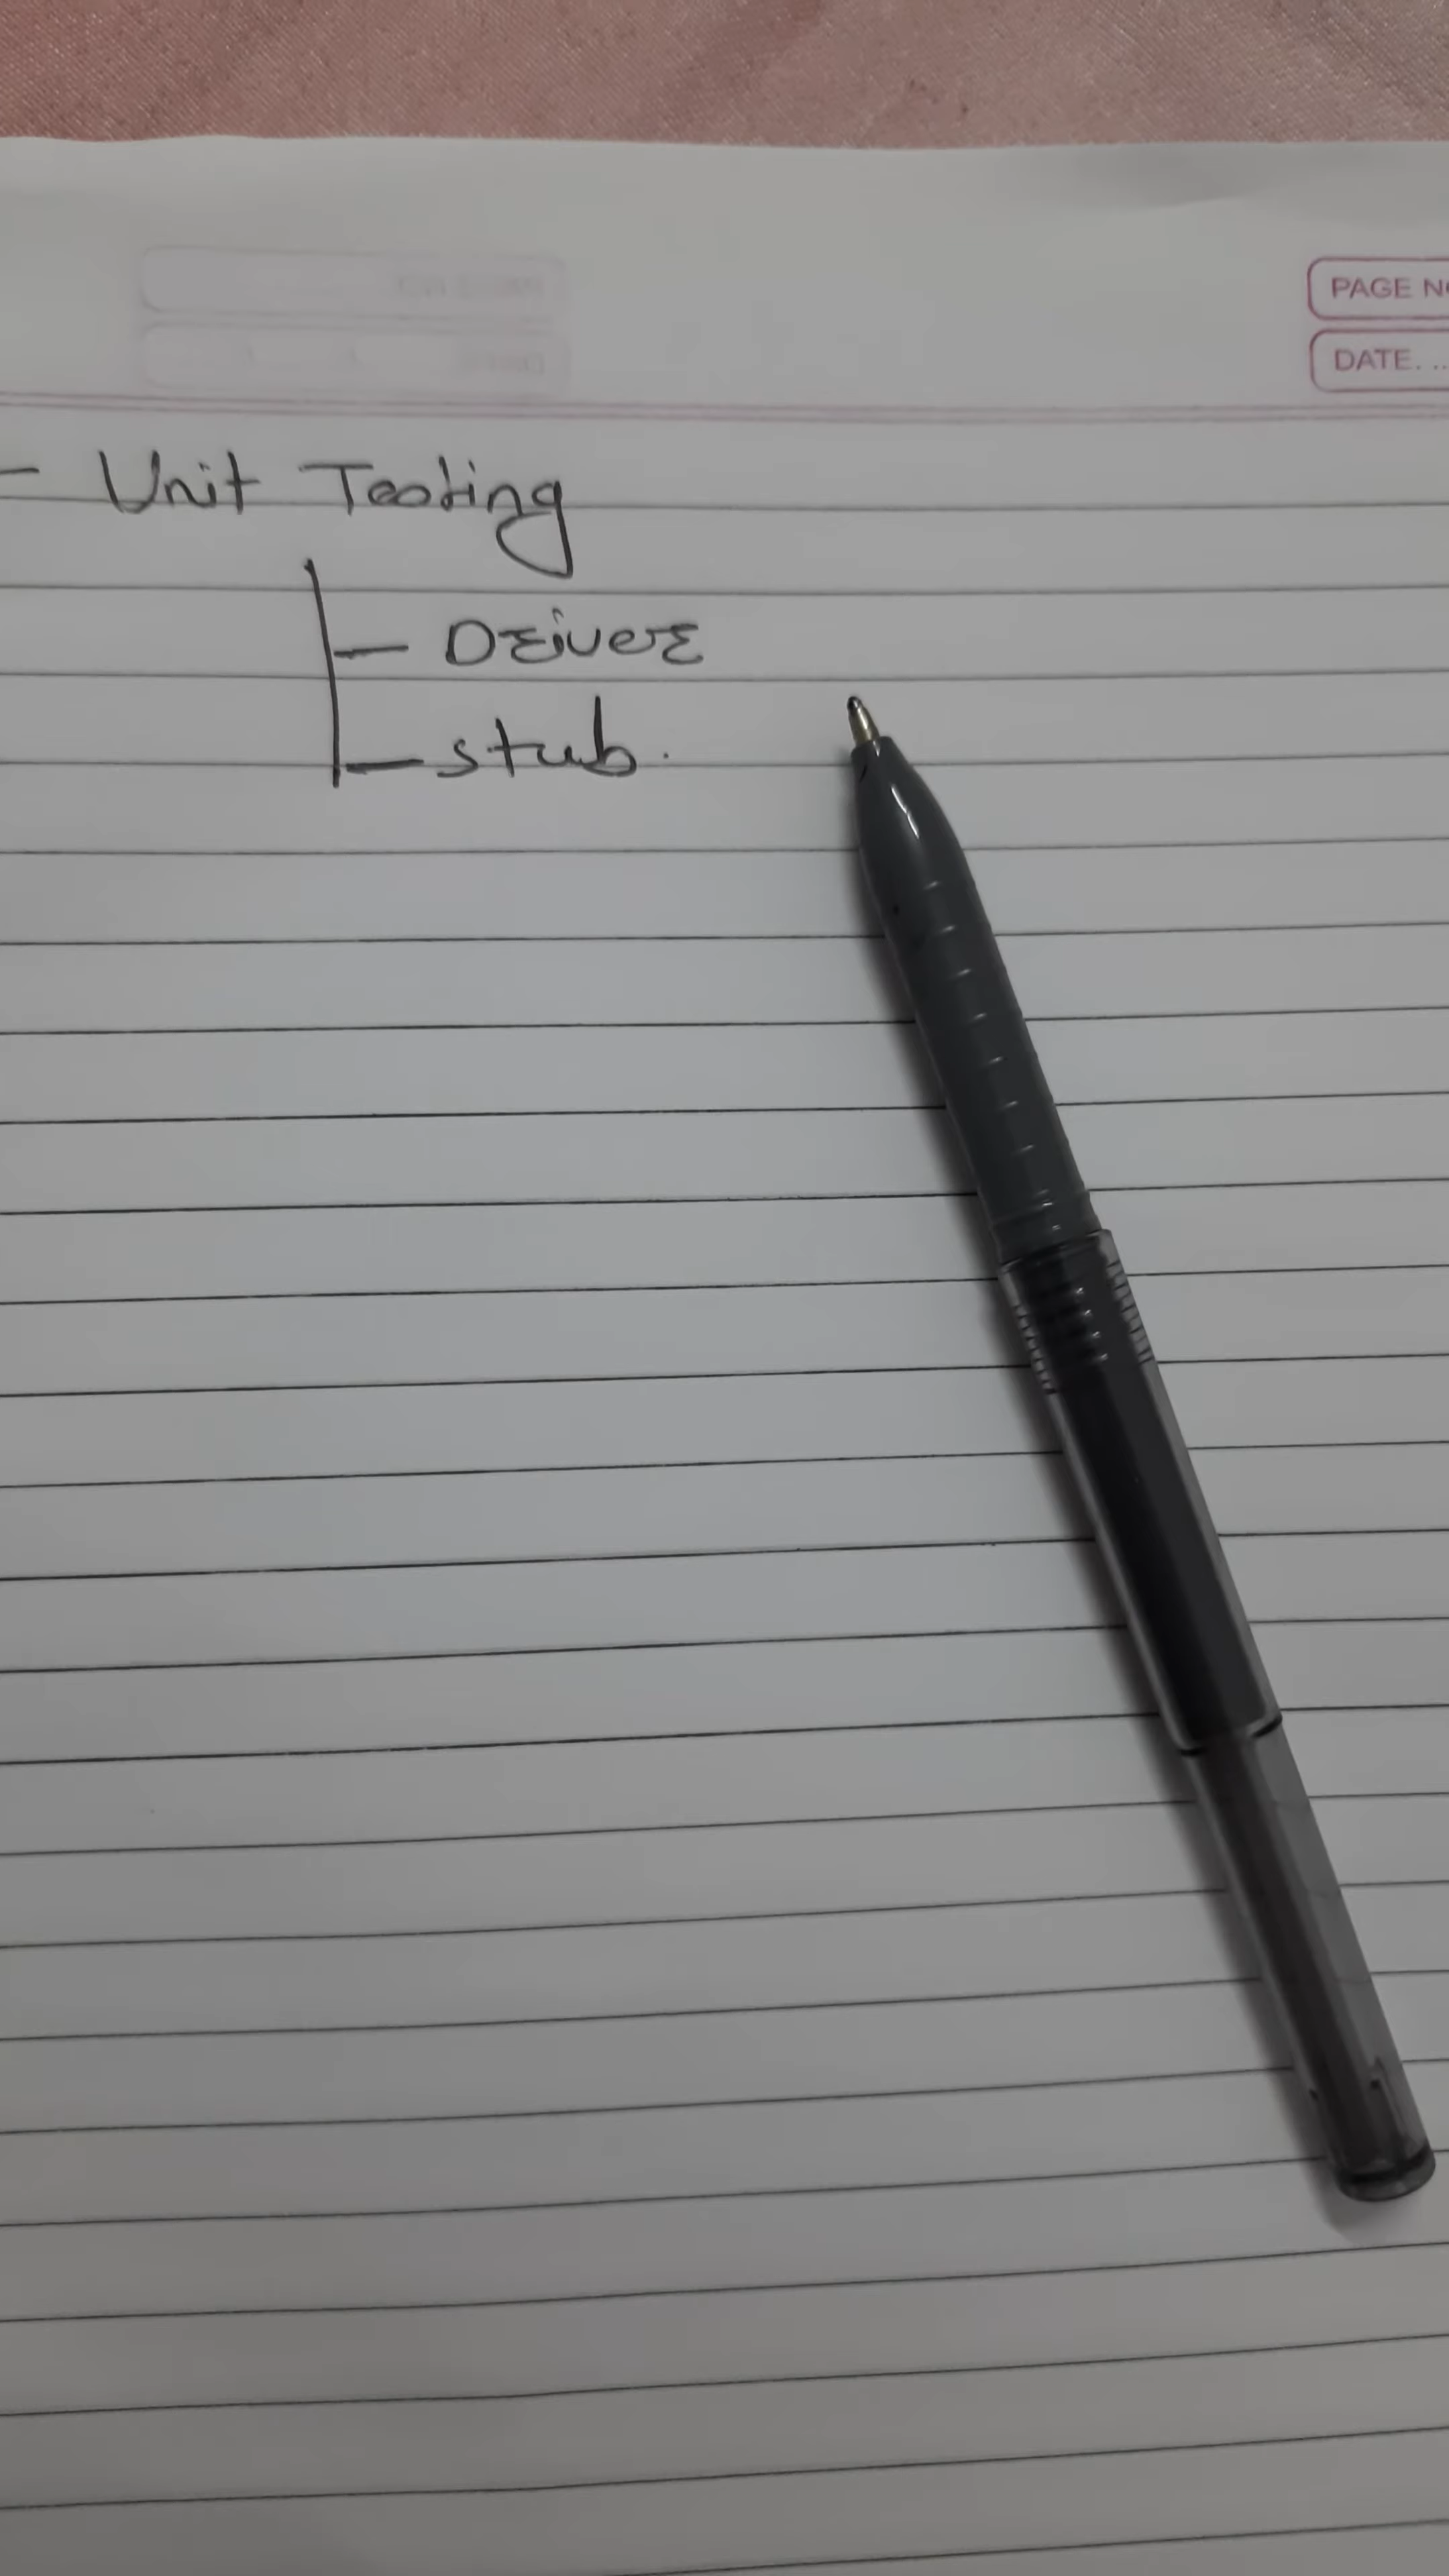 PAGE
DATE. ..
- Unit Testing
- Driver
- stub.